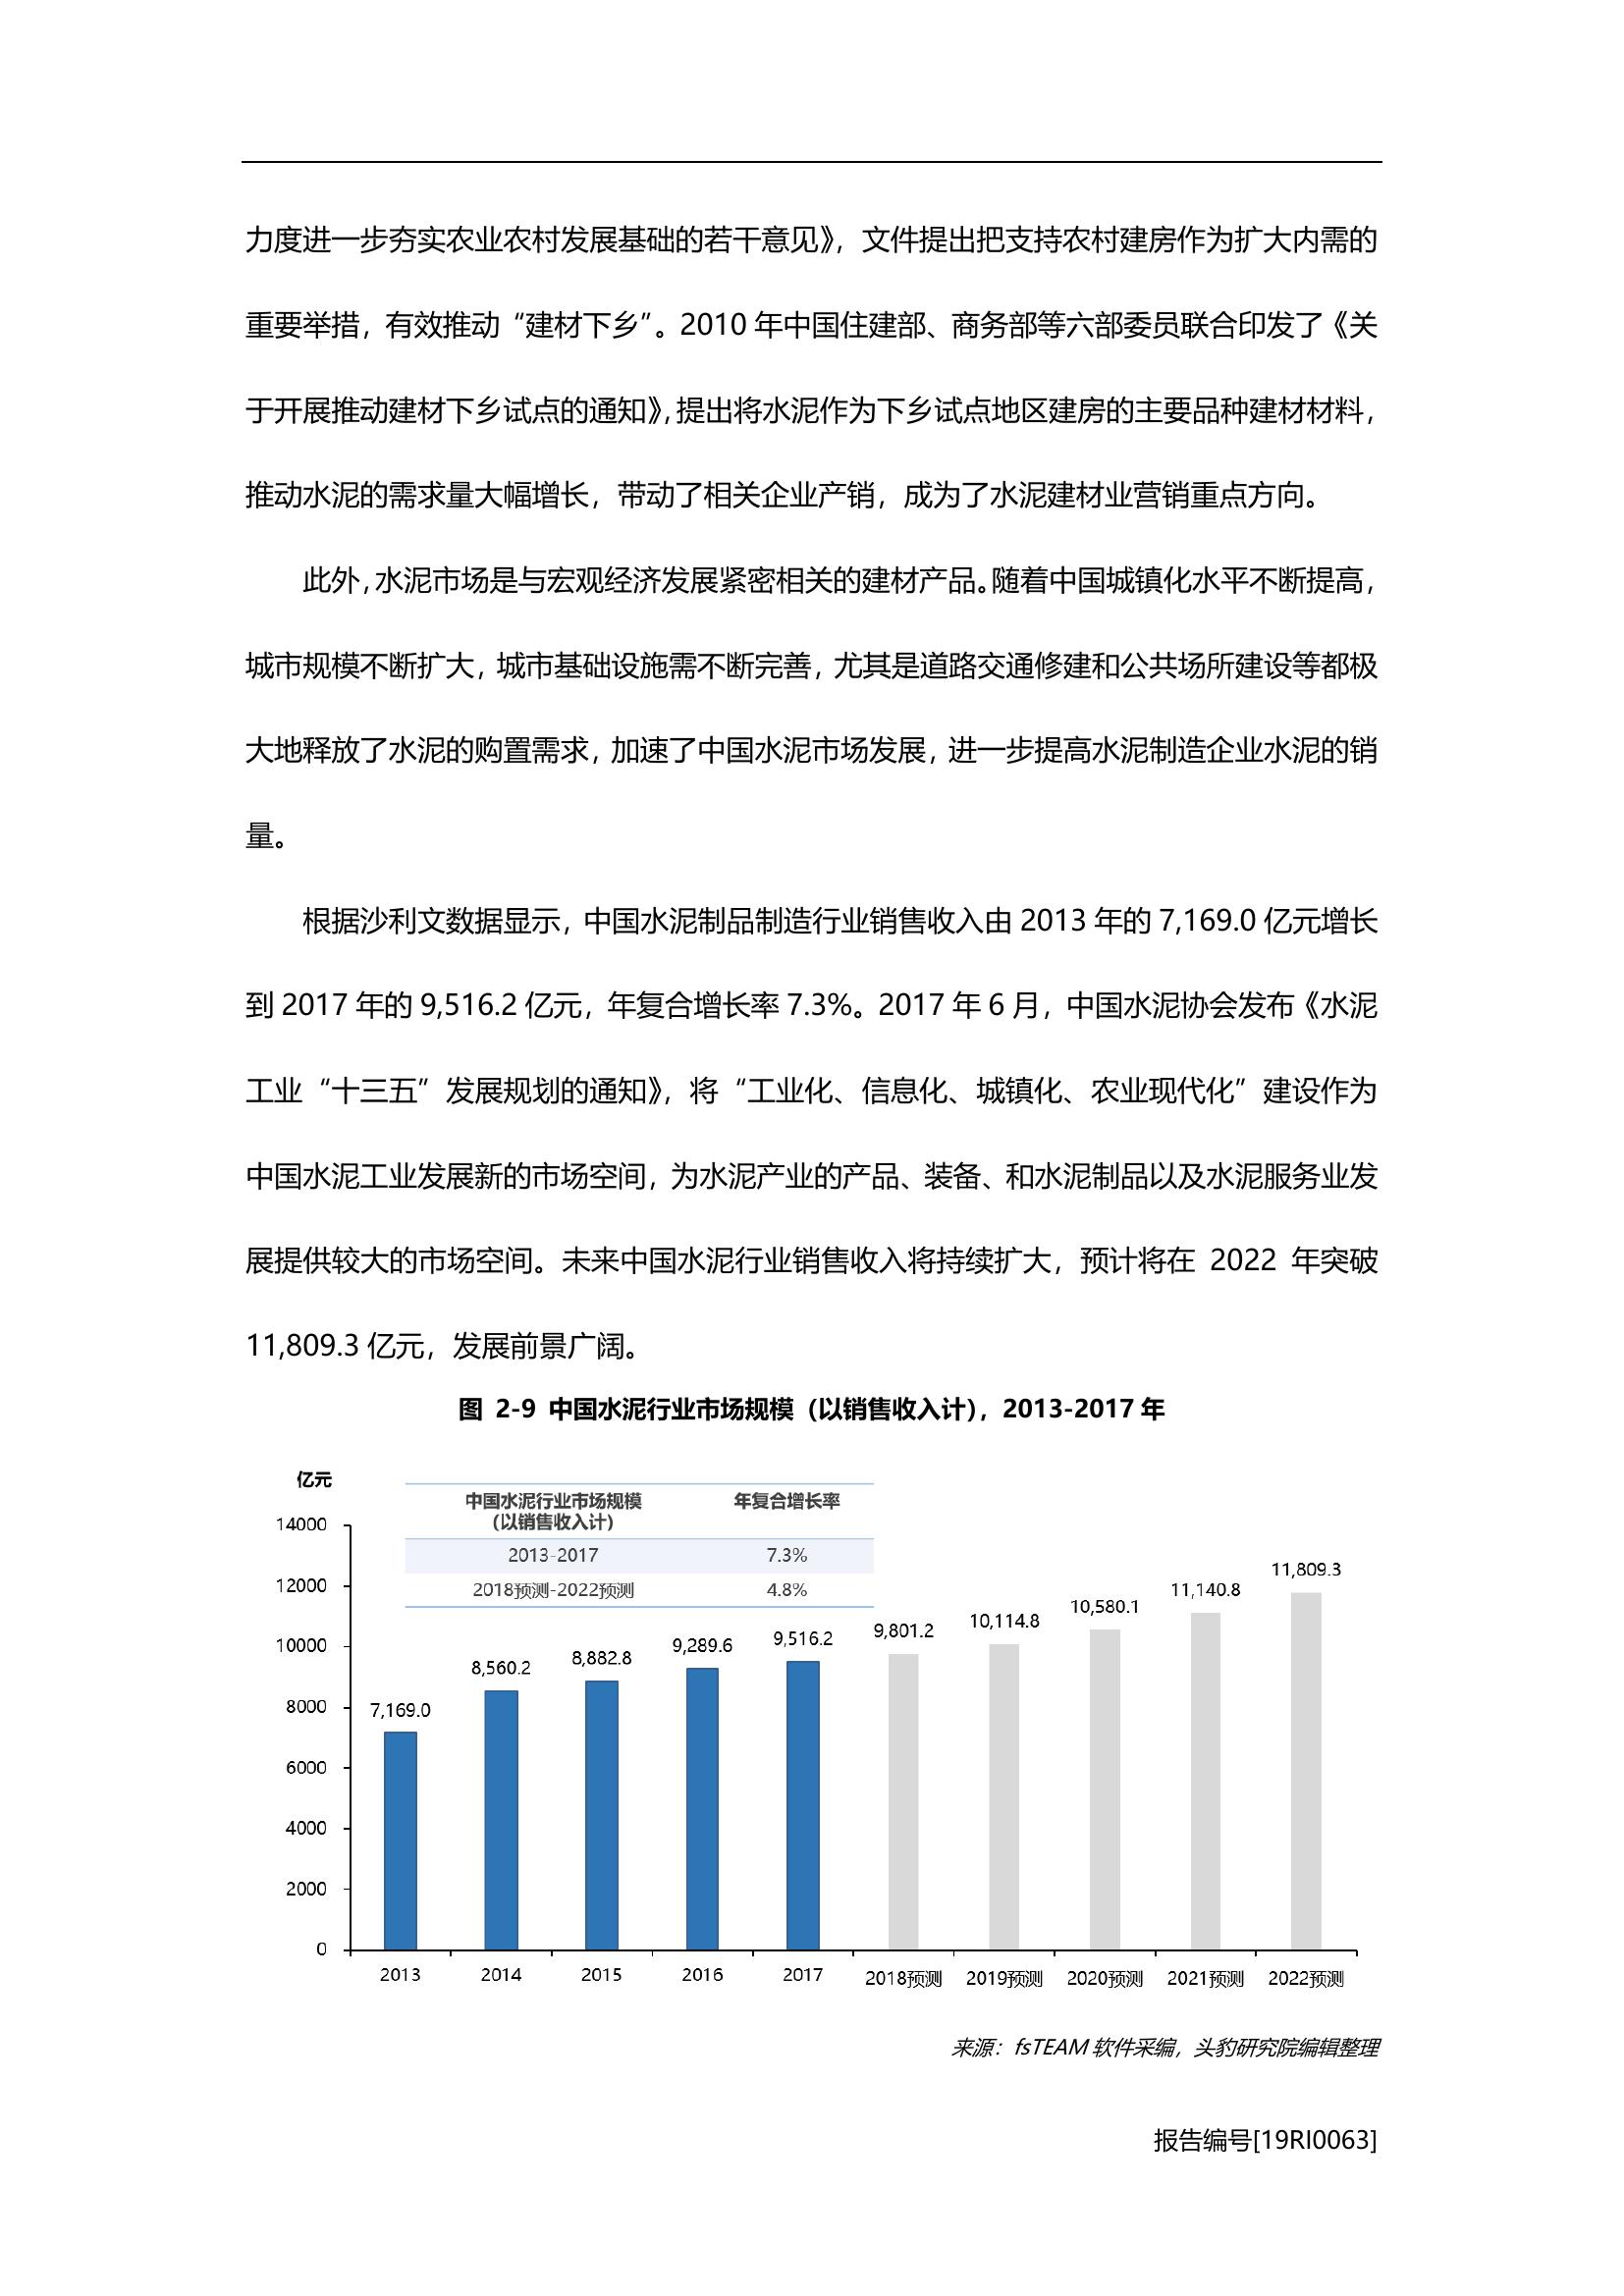 力度进一步夯实农业农村发展基础的若干意见》，文件提出把支持农村建房作为扩大内需的
重要举措，有效推动“建材下乡”。2010 年中国住建部、商务部等六部委员联合印发了《关
于开展推动建材下乡试点的通知》，提出将水泥作为下乡试点地区建房的主要品种建材材料，
推动水泥的需求量大幅增长，带动了相关企业产销，成为了水泥建材业营销重点方向。
此外，水泥市场是与宏观经济发展紧密相关的建材产品。随着中国城镇化水平不断提高，
城市规模不断扩大，城市基础设施需不断完善，尤其是道路交通修建和公共场所建设等都极
大地释放了水泥的购置需求，加速了中国水泥市场发展，进一步提高水泥制造企业水泥的销
量。
根据沙利文数据显示，中国水泥制品制造行业销售收入由 2013 年的 7,169.0 亿元增长
到 2017 年的 9,516.2 亿元，年复合增长率 7.3%。2017 年 6 月，中国水泥协会发布《水泥
工业“十三五”发展规划的通知》，将“工业化、信息化、城镇化、农业现代化”建设作为
中国水泥工业发展新的市场空间，为水泥产业的产品、装备、和水泥制品以及水泥服务业发
展提供较大的市场空间。未来中国水泥行业销售收入将持续扩大，预计将在 2022 年突破
11,809.3 亿元，发展前景广阔。
图 2-9 中国水泥行业市场规模（以销售收入计），2013-2017 年
亿元
中国水泥行业市场规模 年复合增长率
（以销售收入计）
2013-2017 7.3%
2018预测-2022预测 4.8%
14000
12000
10000
8000
6000
4000
2000
0
7,169.0
8,560.2
8,882.8
9,289.6
9,516.2
9,801.2
10,114.8
10,580.1
11,140.8
11,809.3
2013 2014 2015 2016 2017 2018预测 2019预测 2020预测 2021预测 2022预测
来源：fsTEAM 软件采编，头豹研究院编辑整理
报告编号[19RI0063]